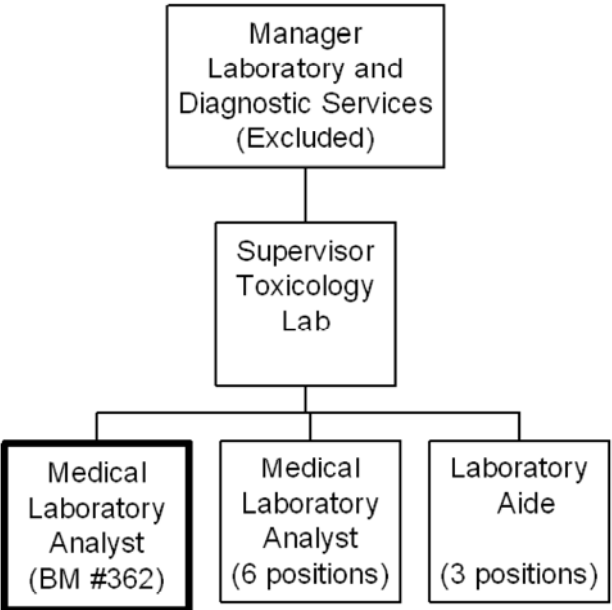 Manager
Laboratory and
Diagnostic Services
(Excluded)
Supervisor
Toxicology
Lab
Medical
Laboratory
Analyst
(BM #362)
Medical
Laboratory
Analyst
(6 positions)
Laboratory
Aide
(3 positions)